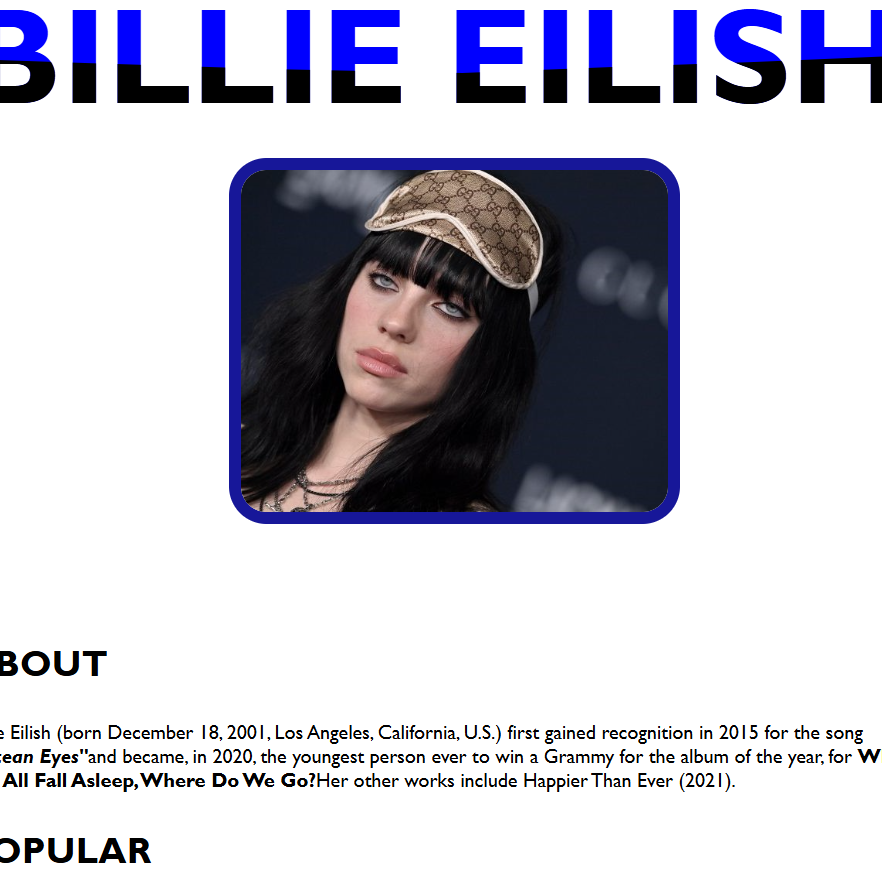 BILLIE EILISH
BOUT
e Eilish (born December 18, 2001, Los Angeles, California, U.S.) first gained recognition in 2015 for the song
cean Eyes"and became, in 2020, the youngest person ever to win a Grammy for the album of the year, for W
All Fall Asleep,Where Do We Go?Her other works include Happier Than Ever (2021).
OPULAR